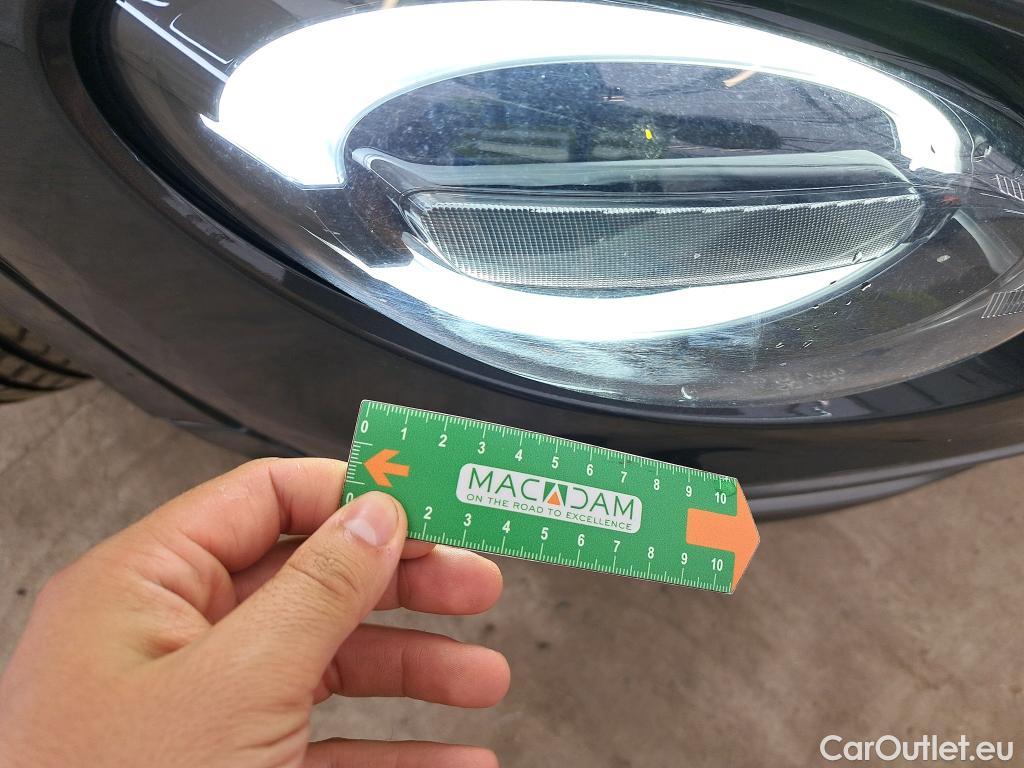 0 1 2 3 4 5 6 7 8 9 10
MACADAM
ON THE ROAD TO EXCELLENCE
0 2 3 4 5 6 7 8 9 10
CarOutlet.eu